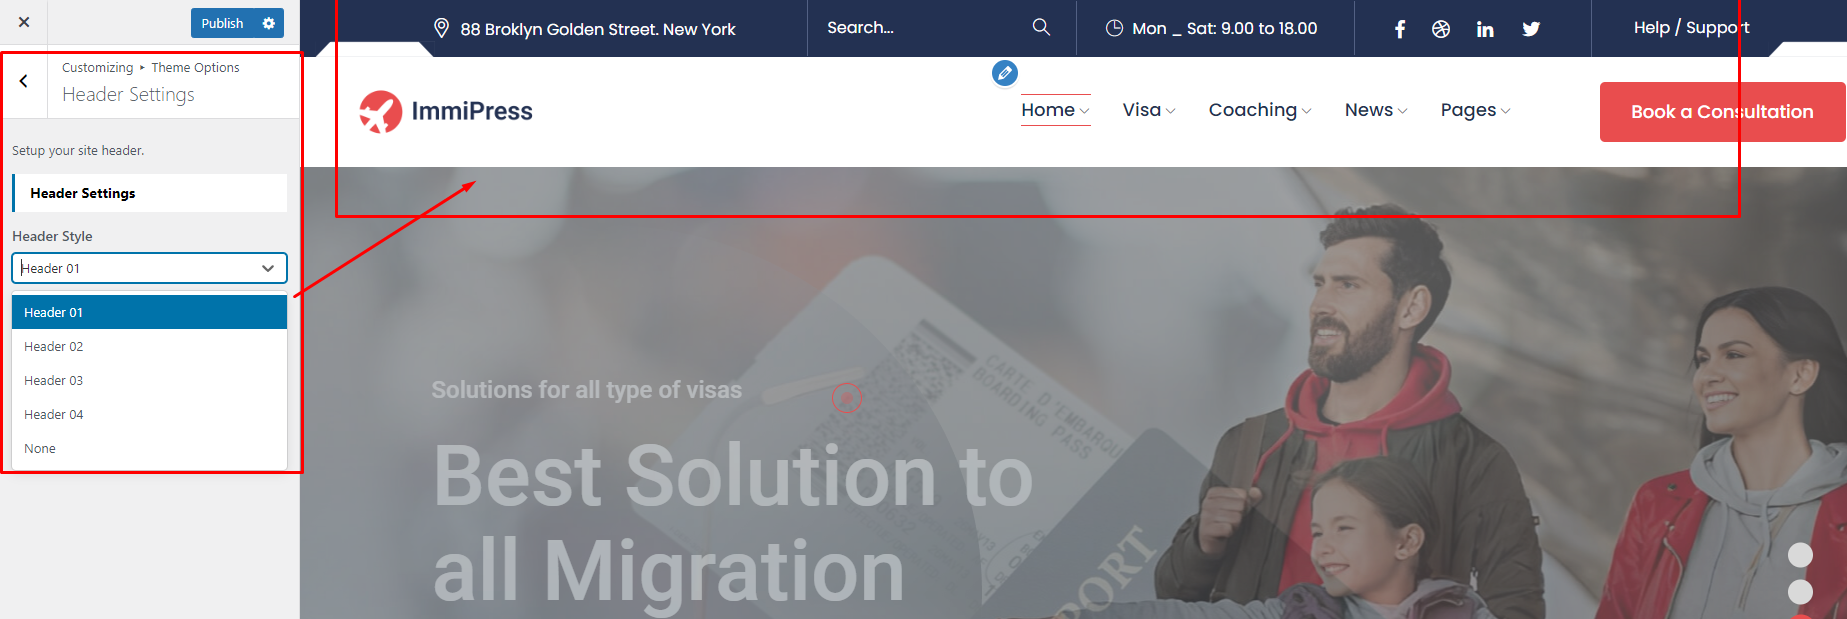 Publish
Customizing ▸ Theme Options
Header Settings
Setup your site header.
Header Settings
Header Style
Header 01
Header 01
Header 02
Header 03
Header 04
None
88 Broklyn Golden Street. New York
Search...
Mon _ Sat: 9.00 to 18.00
Help / Support
ImmiPress
Home
Visa
Coaching
News
Pages
Book a Consultation
Solutions for all type of visas
Best Solution to
all Migration
CARTE D'EMBARQU
BOARDING PASS
PORT